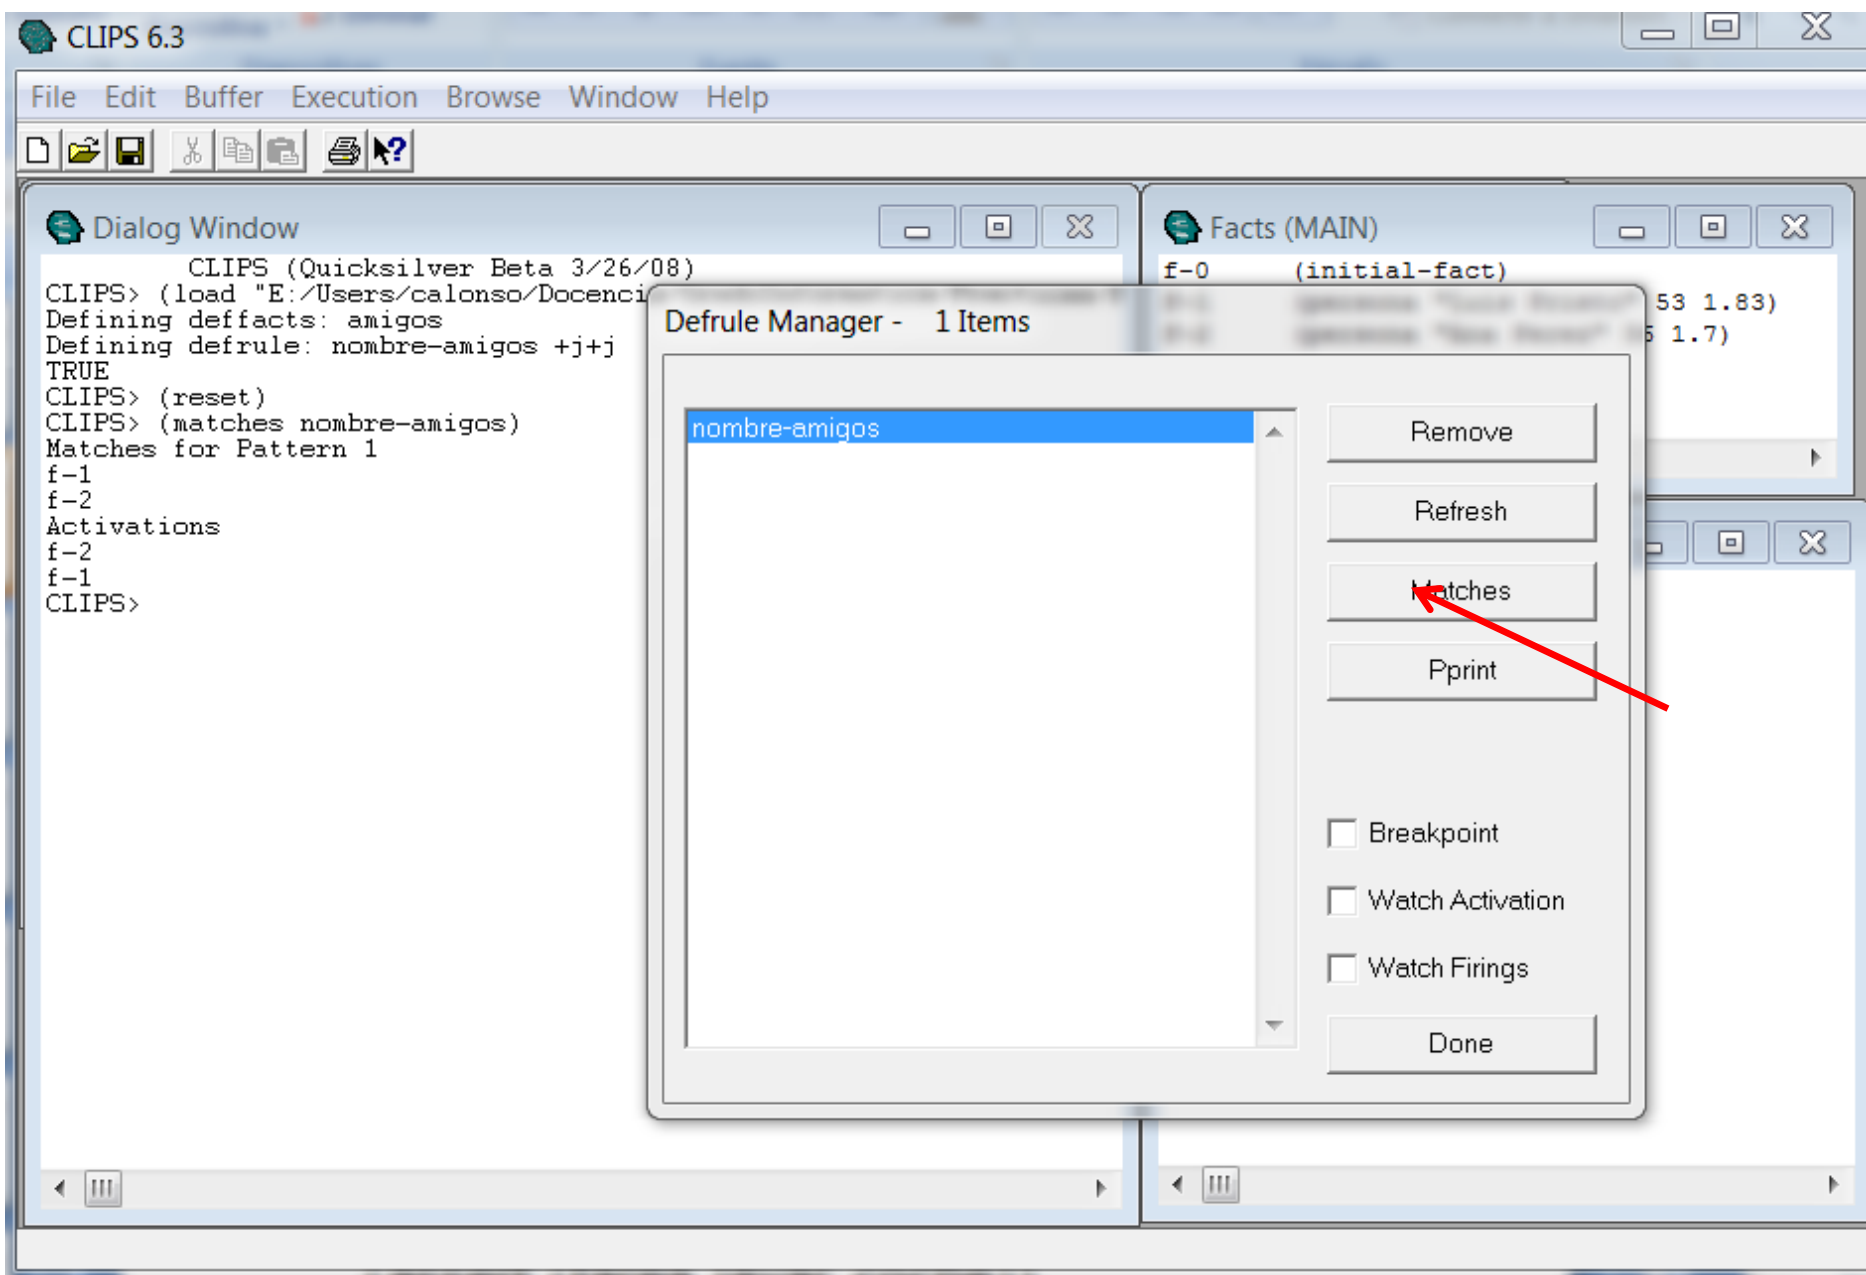 CLIPS 6.3
File Edit Buffer Execution Browse Window Help
Dialog Window
CLIPS (Quicksilver Beta 3/26/08)
CLIPS> (load "E:/Users/calonso/Docenci
Defining deffacts: amigos
Defining defrule: nombre-amigos +j+j
TRUE
CLIPS> (reset)
CLIPS> (matches nombre-amigos)
Matches for Pattern 1
f-1
f-2
Activations
f-2
f-1
CLIPS>
Facts (MAIN)
f-0 (initial-fact)
53 1.83)
1.7)
Defrule Manager - 1 Items
nombre-amigos
Remove
Refresh
Matches
Pprint
Breakpoint
Watch Activation
Watch Firings
Done